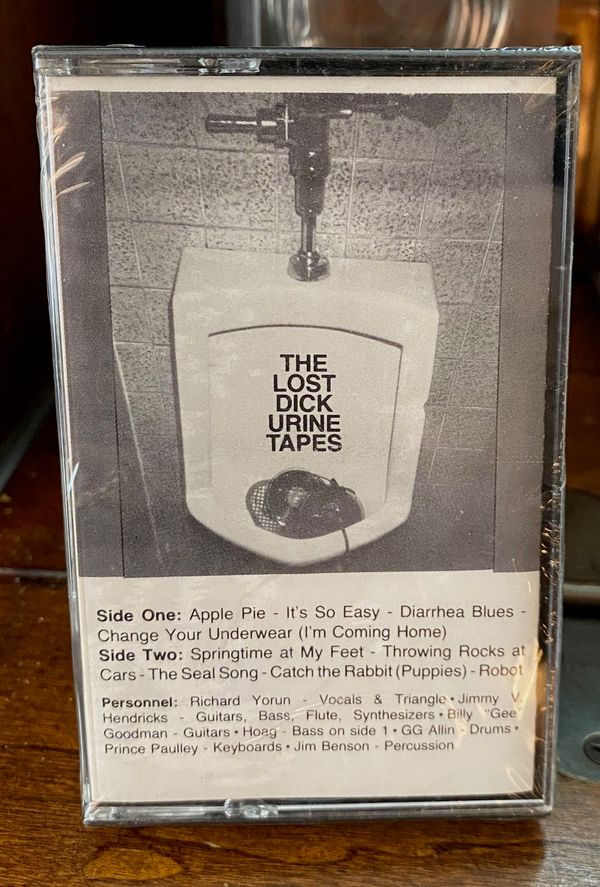 THE
LOST
DICK
URINE
TAPES
Side One: Apple Pie - It's So Easy - Diarrhea Blues -
Change Your Underwear (I'm Coming Home)
Side Two: Springtime at My Feet - Throwing Rocks at
Cars - The Seal Song - Catch the Rabbit (Puppies) - Robot
Personnel: Richard Yorun - Vocals & Triangle • Jimmy V.
Hendricks - Guitars, Bass, Flute, Synthesizers • Billy "Gee"
Goodman - Guitars • Hoag - Bass on side 1 • GG Allin - Drums •
Prince Paulley - Keyboards • Jim Benson - Percussion